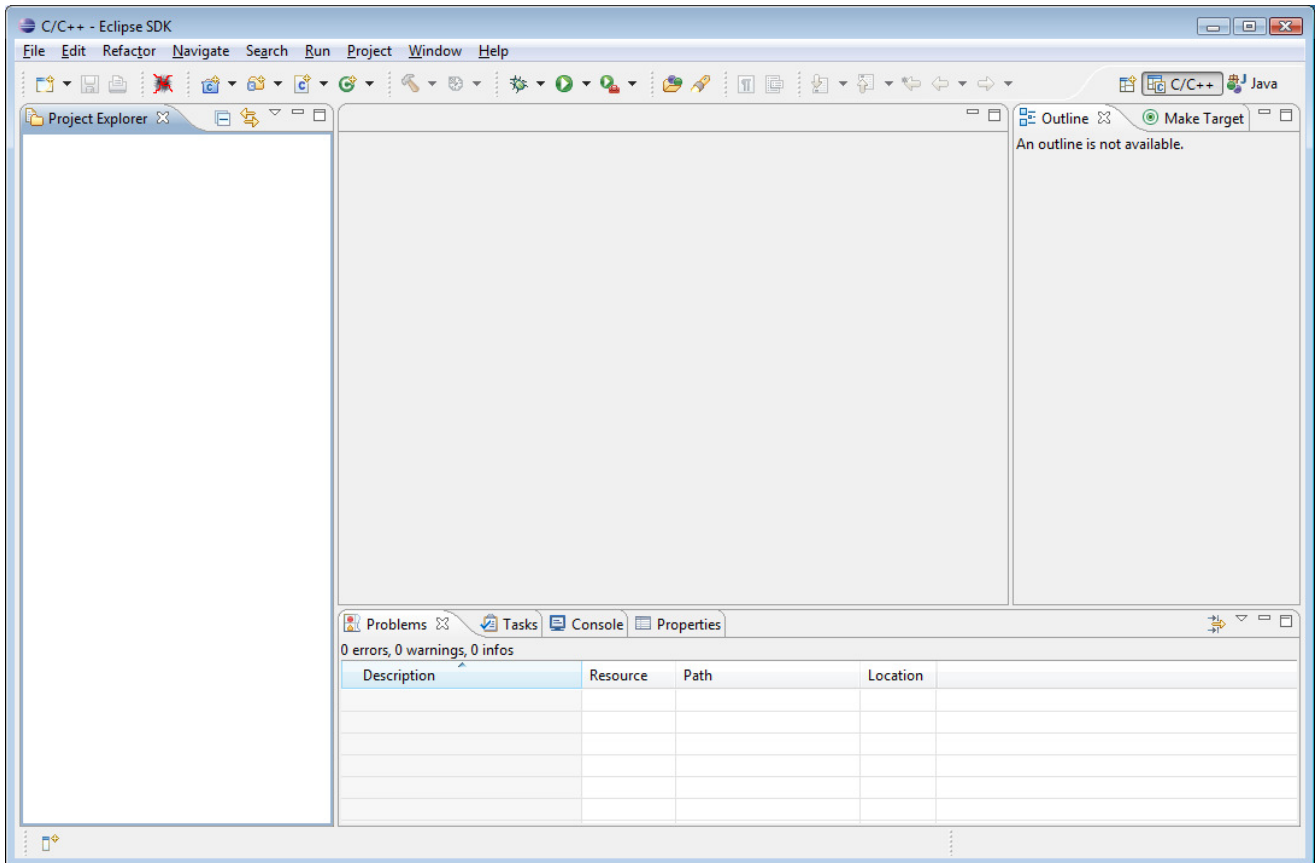 C/C++ - Eclipse SDK
File Edit Refactor Navigate Search Run Project Window Help
C/C++ Java
Project Explorer
Outline Make Target
An outline is not available.
Problems Tasks Console Properties
0 errors, 0 warnings, 0 infos
Description Resource Path Location